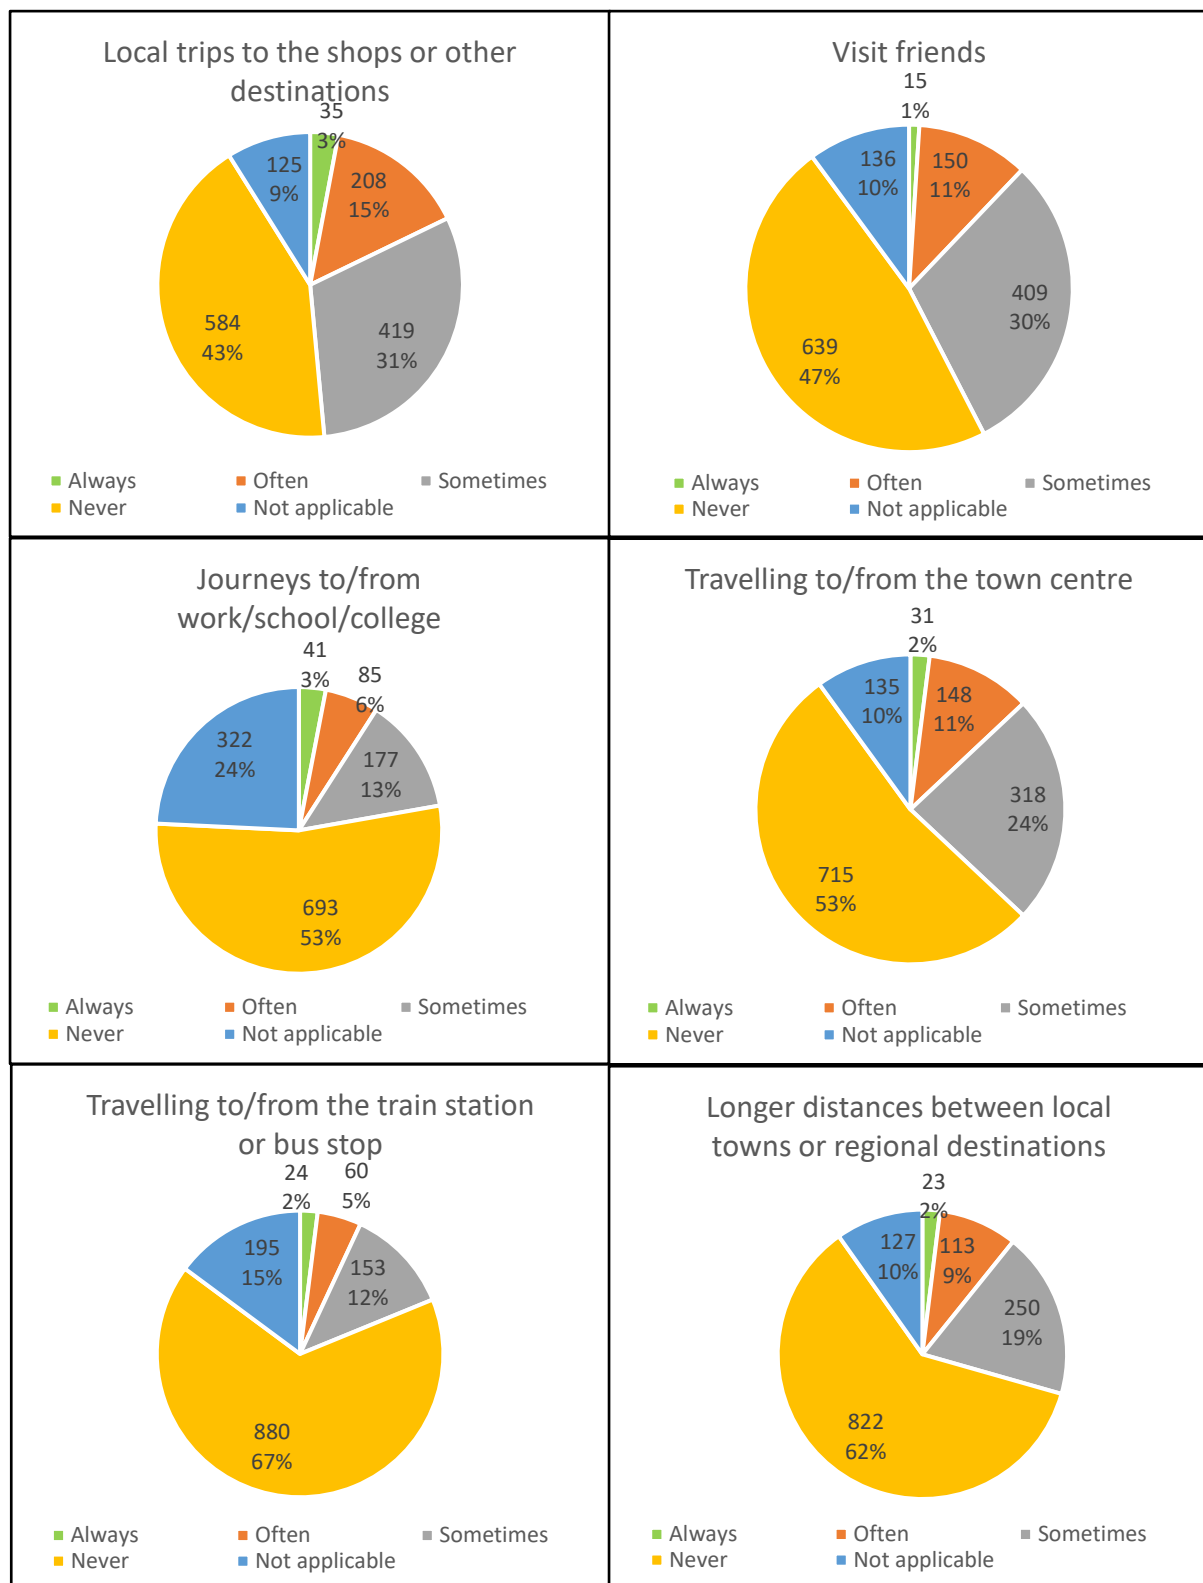 Local trips to the shops or other
destinations
35
3%
208
15%
419
31%
584
43%
125
9%
Always Often Sometimes
Never Not applicable
Visit friends
15
1%
150
11%
409
30%
639
47%
136
10%
Always Often Sometimes
Never Not applicable
Journeys to/from
work/school/college
41
3%
85
6%
177
13%
693
53%
322
24%
Always Often Sometimes
Never Not applicable
Travelling to/from the town centre
31
2%
148
11%
318
24%
715
53%
135
10%
Always Often Sometimes
Never Not applicable
Travelling to/from the train station
or bus stop
24
2%
60
5%
153
12%
880
67%
195
15%
Always Often Sometimes
Never Not applicable
Longer distances between local
towns or regional destinations
23
2%
113
9%
250
19%
822
62%
127
10%
Always Often Sometimes
Never Not applicable